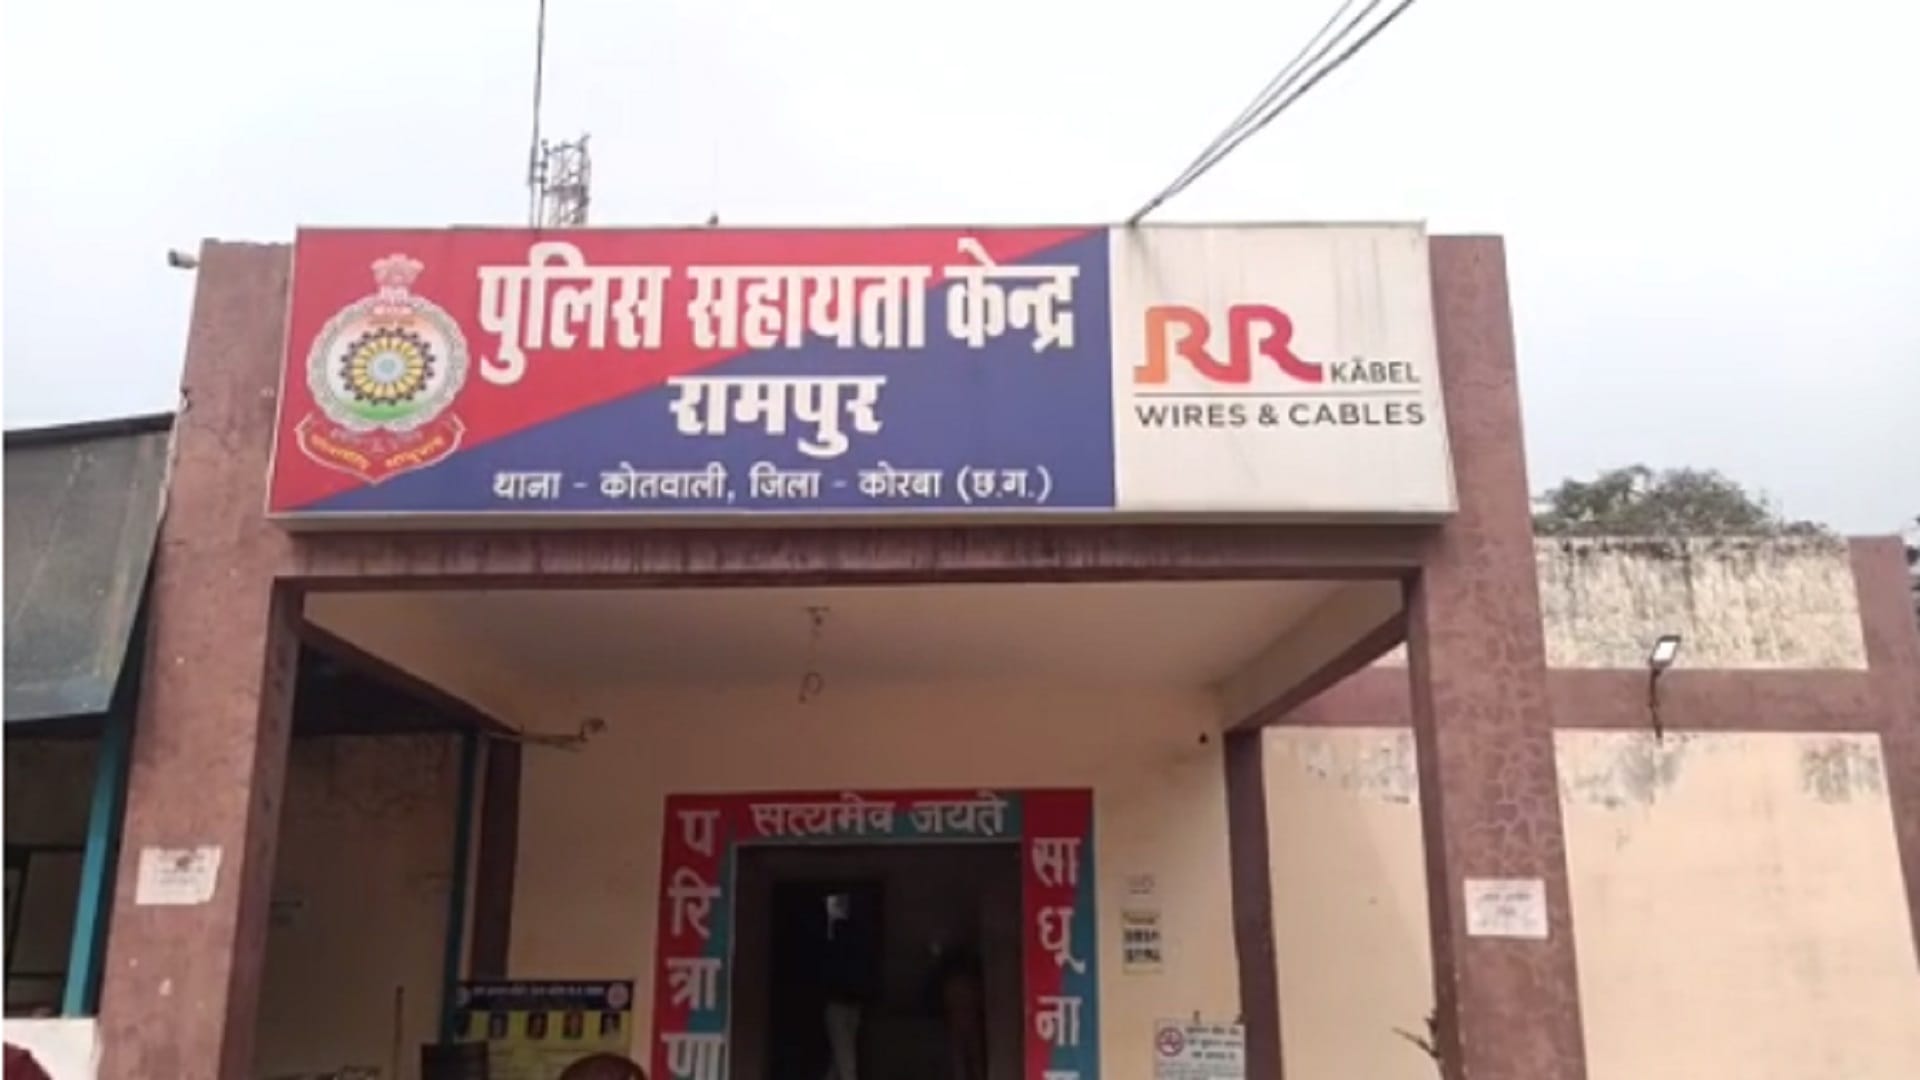 पुलिस सहायता केन्द्र
रामपुर
थाना - कोतवाली, जिला - कोरबा (छ.ग.)
RR KABEL
WIRES & CABLES
सत्यमेव जयते
परित्राणा
साधूना